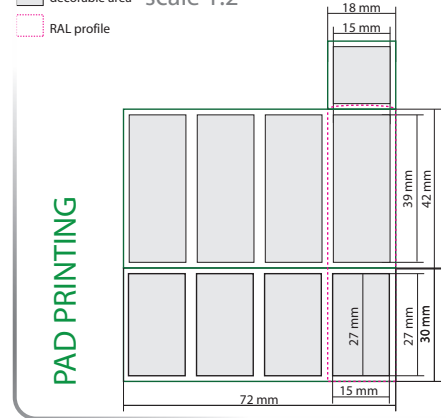 decorable area scale 1:2
RAL profile
18 mm
15 mm
39 mm
42 mm
27 mm
27 mm
30 mm
15 mm
72 mm
PAD PRINTING